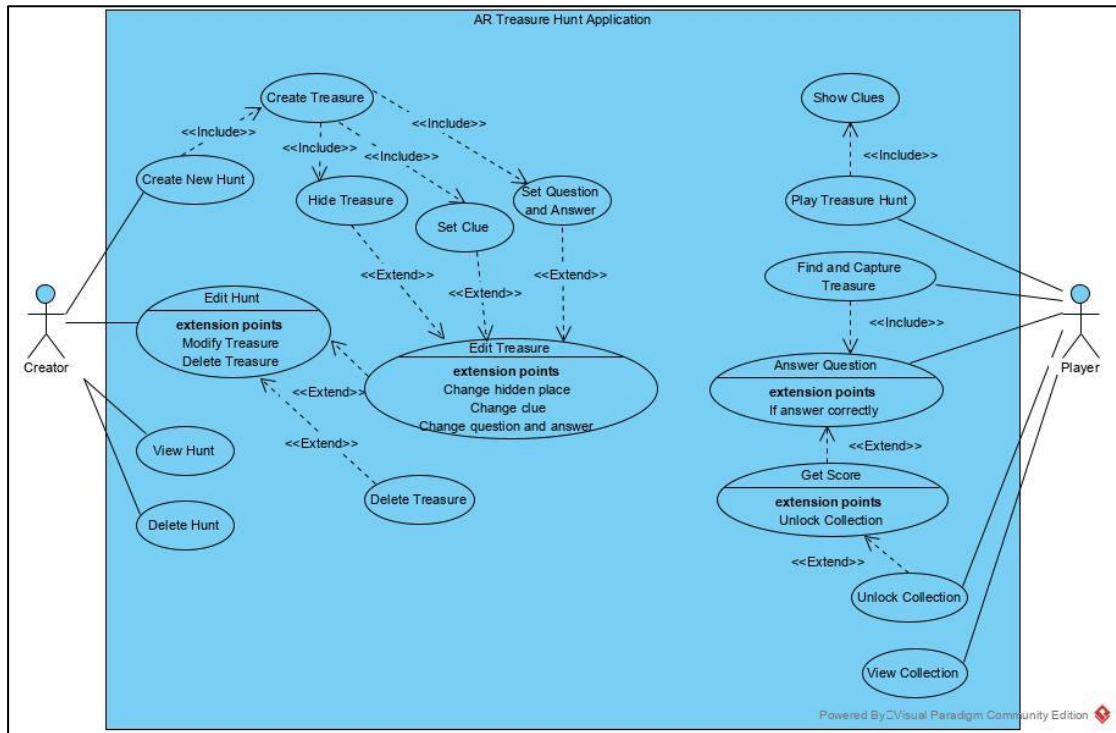 AR Treasure Hunt Application
Create Treasure
<<Include>>
<<Include>>
<<Include>>
<<Include>>
Create New Hunt
Hide Treasure
Set Clue
Set Question
and Answer
<<Extend>>
<<Extend>>
<<Extend>>
Creator
Edit Hunt
extension points
Modify Treasure
Delete Treasure
<<Extend>>
<<Extend>>
Edit Treasure
extension points
Change hidden place
Change clue
Change question and answer
View Hunt
Delete Treasure
Delete Hunt
Show Clues
<<Include>>
Play Treasure Hunt
Find and Capture
Treasure
<<Include>>
Player
Answer Question
extension points
If answer correctly
<<Extend>>
Get Score
extension points
Unlock Collection
<<Extend>>
Unlock Collection
View Collection
Powered By Visual Paradigm Community Edition